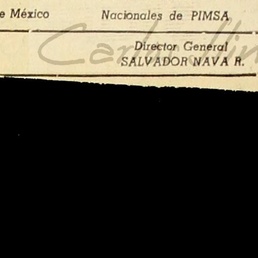 e México Nacionales de PIMSA
Director General
SALVADOR NAVA R.